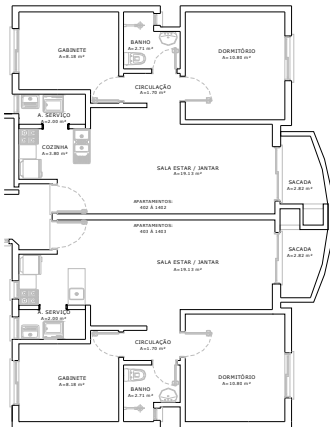 GABINETE
A=8.18 m²
BANHO
A=2.71 m²
DORMITÓRIO
A=10.80 m²
CIRCULAÇÃO
A=1.70 m²
A. SERVIÇO
A=2.00 m²
COZINHA
A=3.80 m²
SALA ESTAR / JANTAR
A=19.13 m²
SACADA
A=2.82 m²
APARTAMENTOS:
402 À 1402
APARTAMENTOS:
403 À 1403
SACADA
A=2.82 m²
SALA ESTAR / JANTAR
A=19.13 m²
A. SERVIÇO
A=2.00 m²
CIRCULAÇÃO
A=1.70 m²
GABINETE
A=8.18 m²
BANHO
A=2.71 m²
DORMITÓRIO
A=10.80 m²